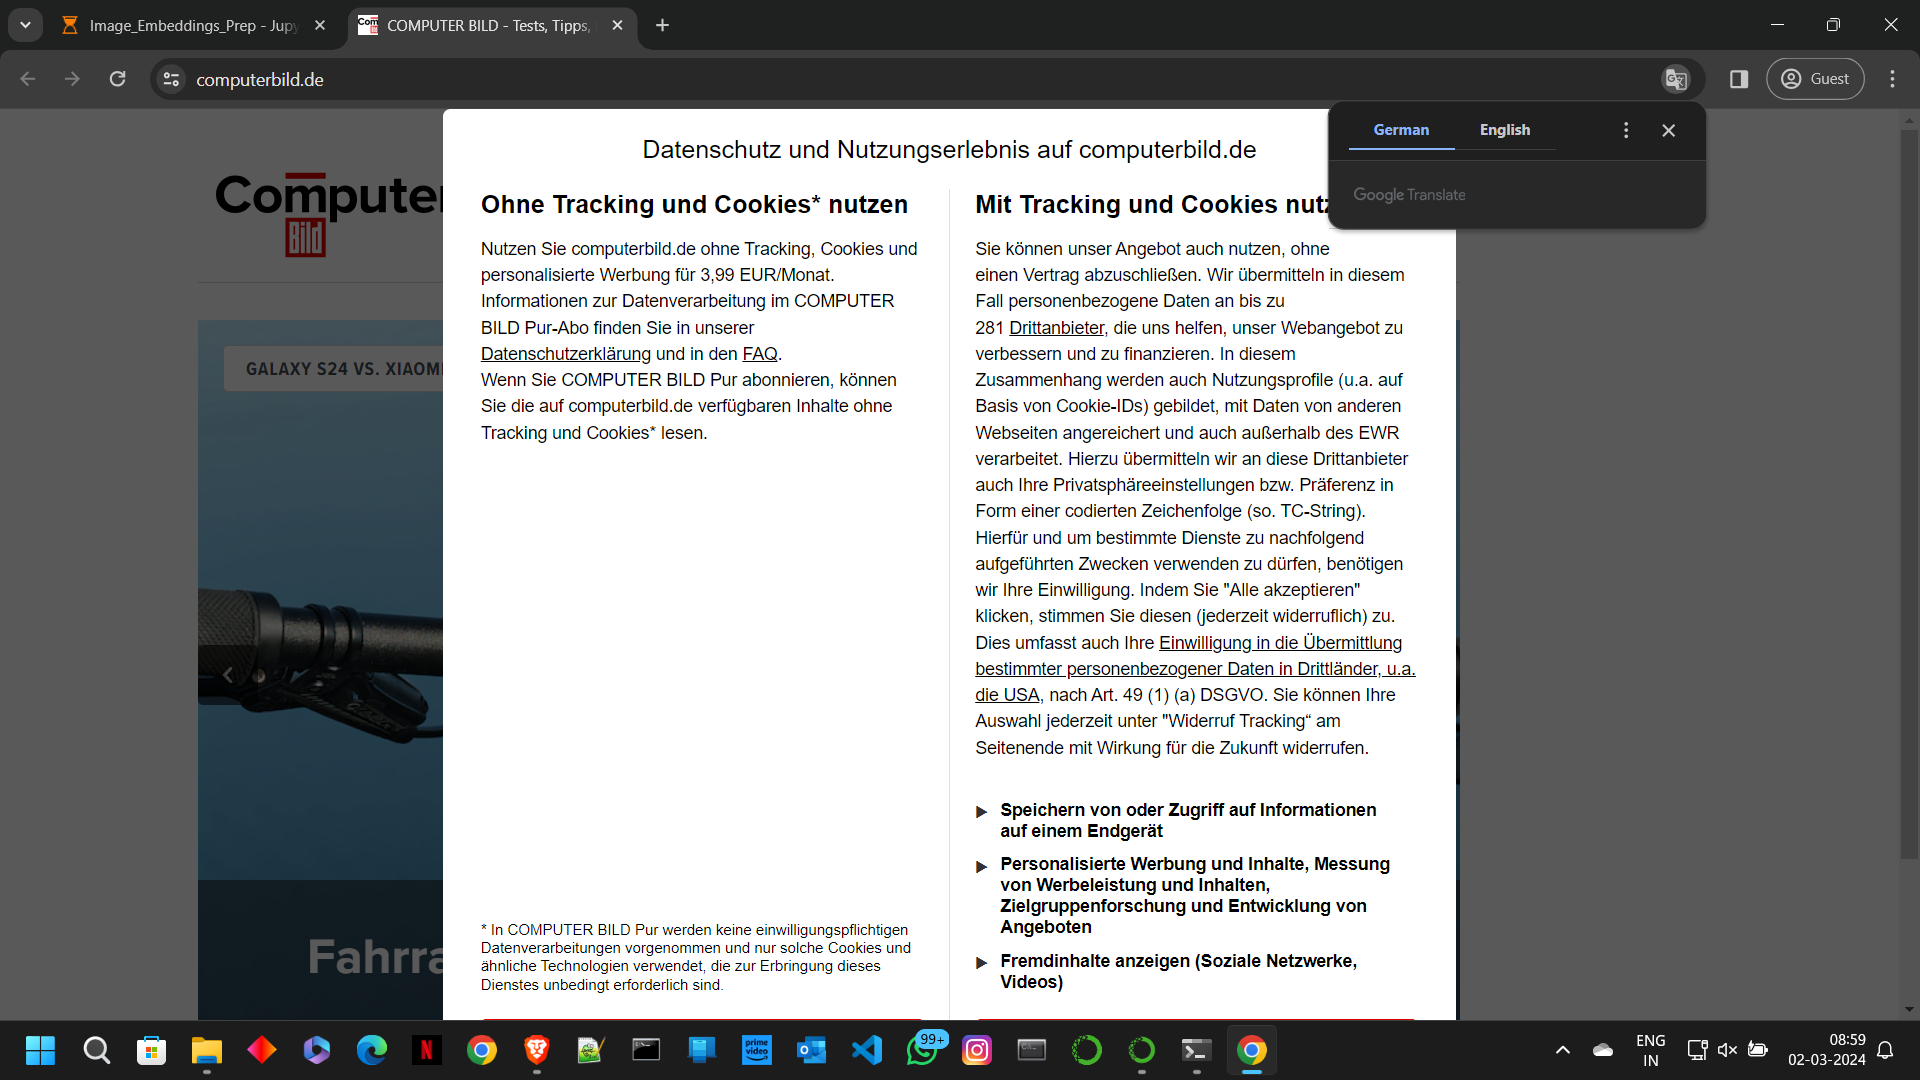 Image_Embeddings_Prep - Jupy
COMPUTER BILD - Tests, Tipps,
computerbild.de
Guest
German
English
Google Translate
Computer
Bild
GALAXY S24 VS. XIAOMI
Fahrra
Datenschutz und Nutzungserlebnis auf computerbild.de
Ohne Tracking und Cookies* nutzen
Nutzen Sie computerbild.de ohne Tracking, Cookies und
personalisierte Werbung für 3,99 EUR/Monat.
Informationen zur Datenverarbeitung im COMPUTER
BILD Pur-Abo finden Sie in unserer
Datenschutzerklärung und in den FAQ.
Wenn Sie COMPUTER BILD Pur abonnieren, können
Sie die auf computerbild.de verfügbaren Inhalte ohne
Tracking und Cookies* lesen.
* In COMPUTER BILD Pur werden keine einwilligungspflichtigen
Datenverarbeitungen vorgenommen und nur solche Cookies und
ähnliche Technologien verwendet, die zur Erbringung dieses
Dienstes unbedingt erforderlich sind.
Mit Tracking und Cookies nutz
Sie können unser Angebot auch nutzen, ohne
einen Vertrag abzuschließen. Wir übermitteln in diesem
Fall personenbezogene Daten an bis zu
281 Drittanbieter, die uns helfen, unser Webangebot zu
verbessern und zu finanzieren. In diesem
Zusammenhang werden auch Nutzungsprofile (u.a. auf
Basis von Cookie-IDs) gebildet, mit Daten von anderen
Webseiten angereichert und auch außerhalb des EWR
verarbeitet. Hierzu übermitteln wir an diese Drittanbieter
auch Ihre Privatsphäreeinstellungen bzw. Präferenz in
Form einer codierten Zeichenfolge (so. TC-String).
Hierfür und um bestimmte Dienste zu nachfolgend
aufgeführten Zwecken verwenden zu dürfen, benötigen
wir Ihre Einwilligung. Indem Sie "Alle akzeptieren"
klicken, stimmen Sie diesen (jederzeit widerruflich) zu.
Dies umfasst auch Ihre Einwilligung in die Übermittlung
bestimmter personenbezogener Daten in Drittländer, u.a.
die USA, nach Art. 49 (1) (a) DSGVO. Sie können Ihre
Auswahl jederzeit unter "Widerruf Tracking“ am
Seitenende mit Wirkung für die Zukunft widerrufen.
Speichern von oder Zugriff auf Informationen
auf einem Endgerät
Personalisierte Werbung und Inhalte, Messung
von Werbeleistung und Inhalten,
Zielgruppenforschung und Entwicklung von
Angeboten
Fremdinhalte anzeigen (Soziale Netzwerke,
Videos)
prime
video
99+
ENG
IN
08:59
02-03-2024